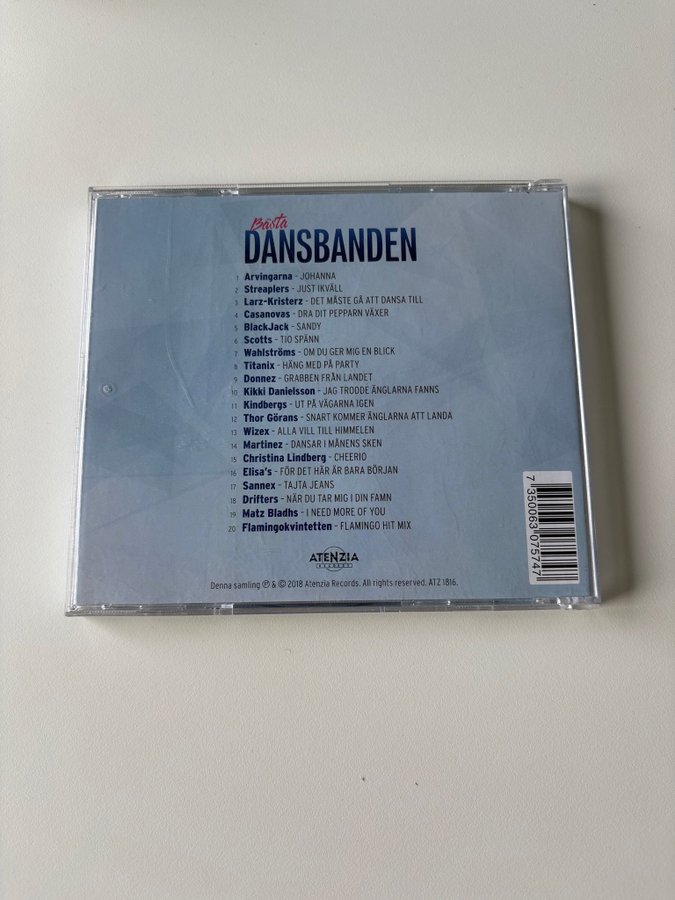 Bästa
DANSBANDEN
1 Arvingarna - JOHANNA
2 Streaplers - JUST IKVÄLL
3 Larz-Kristerz - DET MÅSTE GÅ ATT DANSA TILL
4 Casanovas - DRA DIT PEPPARN VÄXER
5 BlackJack - SANDY
6 Scotts - TIO SPÄNN
7 Wahlströms - OM DU GER MIG EN BLICK
8 Titanix - HÄNG MED PÅ PARTY
9 Donnez - GRABBEN FRÅN LANDET
10 Kikki Danielsson - JAG TRODDE ÄNGLARNA FANNS
11 Kindbergs - UT PÅ VÄGARNA IGEN
12 Thor Görans - SNART KOMMER ÄNGLARNA ATT LANDA
13 Wizex - ALLA VILL TILL HIMMELEN
14 Martinez - DANSAR I MÅNENS SKEN
15 Christina Lindberg - CHEERIO
16 Elisa's - FÖR DET HÄR ÄR BARA BÖRJAN
17 Sannex - TAJTA JEANS
18 Drifters - NÄR DU TAR MIG I DIN FAMN
19 Matz Bladhs - I NEED MORE OF YOU
20 Flamingokvintetten - FLAMINGO HIT MIX
ATENZIA
RECORDS
Denna samling ℗ & © 2018 Atenzia Records. All rights reserved. ATZ 1816.
7 350063 075747